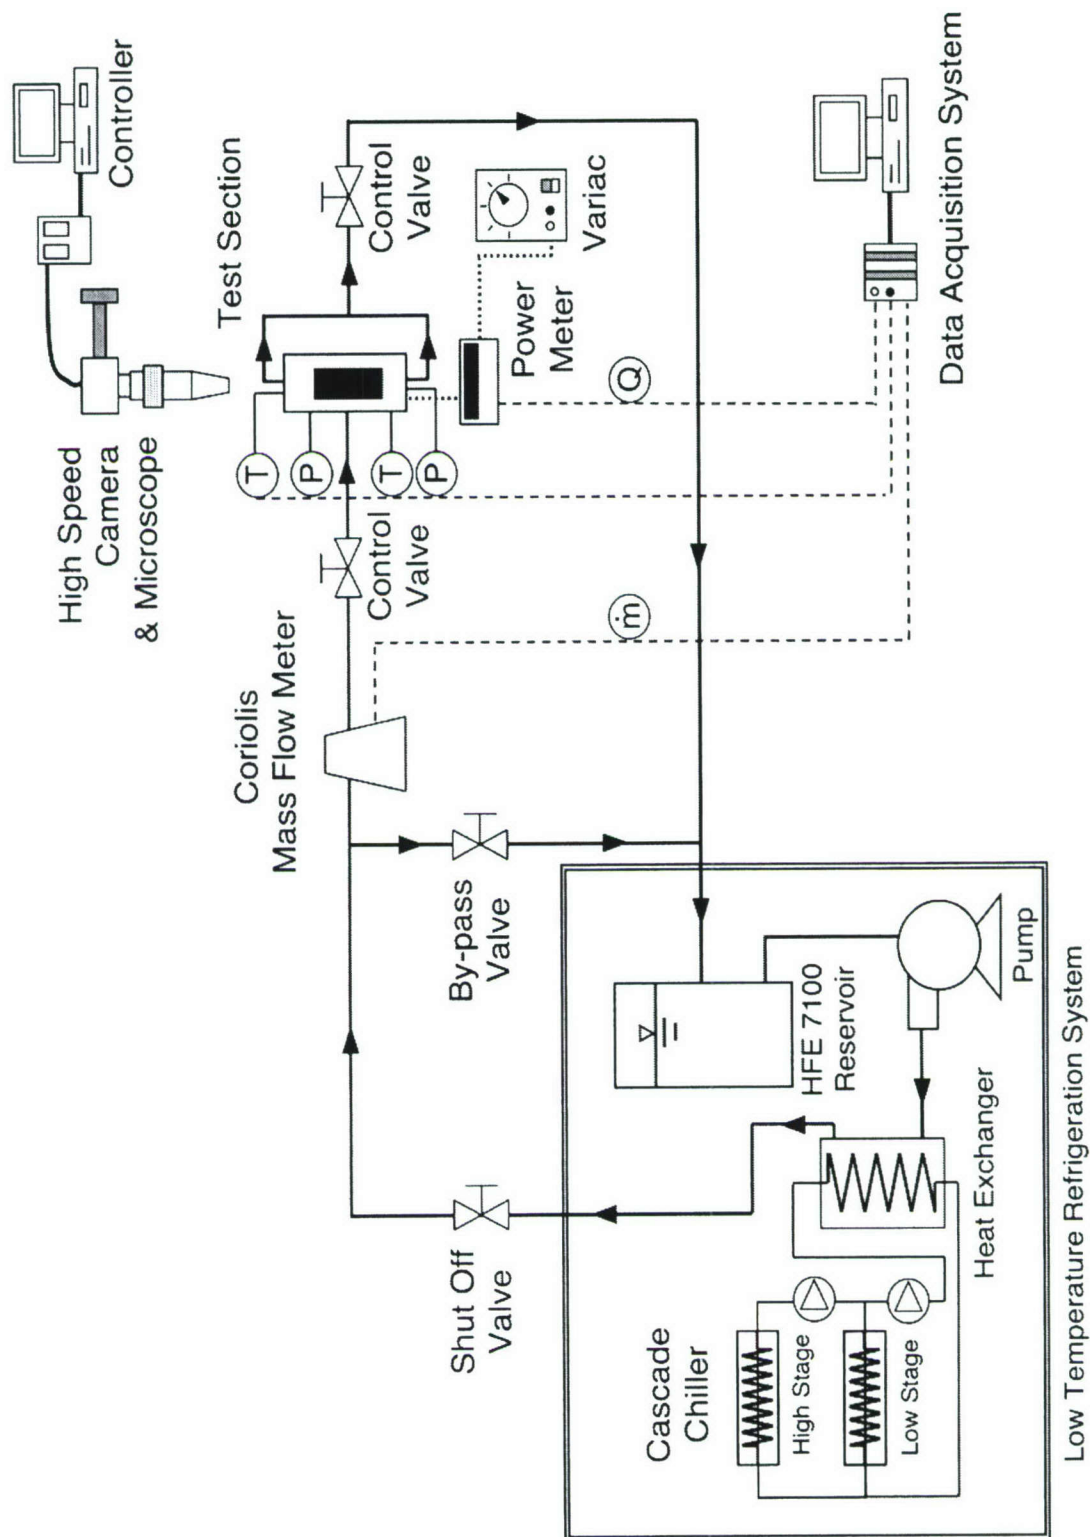 High Speed
Camera
& Microscope
Controller
Test Section
T
P
T
P
Control
Valve
Control
Valve
Power
Meter
Variac
Q
ṁ
Data Acquisition System
Coriolis
Mass Flow Meter
By-pass
Valve
Shut Off
Valve
HFE 7100
Reservoir
Pump
Heat Exchanger
Cascade
Chiller
High Stage
Low Stage
Low Temperature Refrigeration System